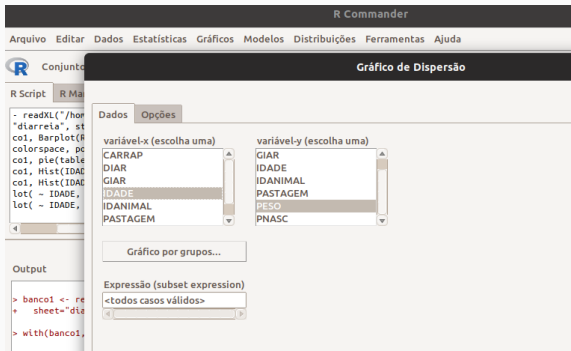 R Commander
Arquivo Editar Dados Estatísticas Gráficos Modelos Distribuições Ferramentas Ajuda
R Conjunto
Gráfico de Dispersão
R Script R Ma
- readXL("/hom
"diarreia", st
co1, Barplot(R
colorspace, po
co1, pie(table
co1, Hist(IDAD
co1, Hist(IDAD
lot( ~ IDADE,
lot( ~ IDADE,
Output
> banco1 <- re
+ sheet="dia
> with(banco1,
Dados Opções
variável-x (escolha uma)
CARRAP
DIAR
GIAR
IDADE
IDANIMAL
PASTAGEM
variável-y (escolha uma)
GIAR
IDADE
IDANIMAL
PASTAGEM
PESO
PNASC
Gráfico por grupos...
Expressão (subset expression)
<todos casos válidos>